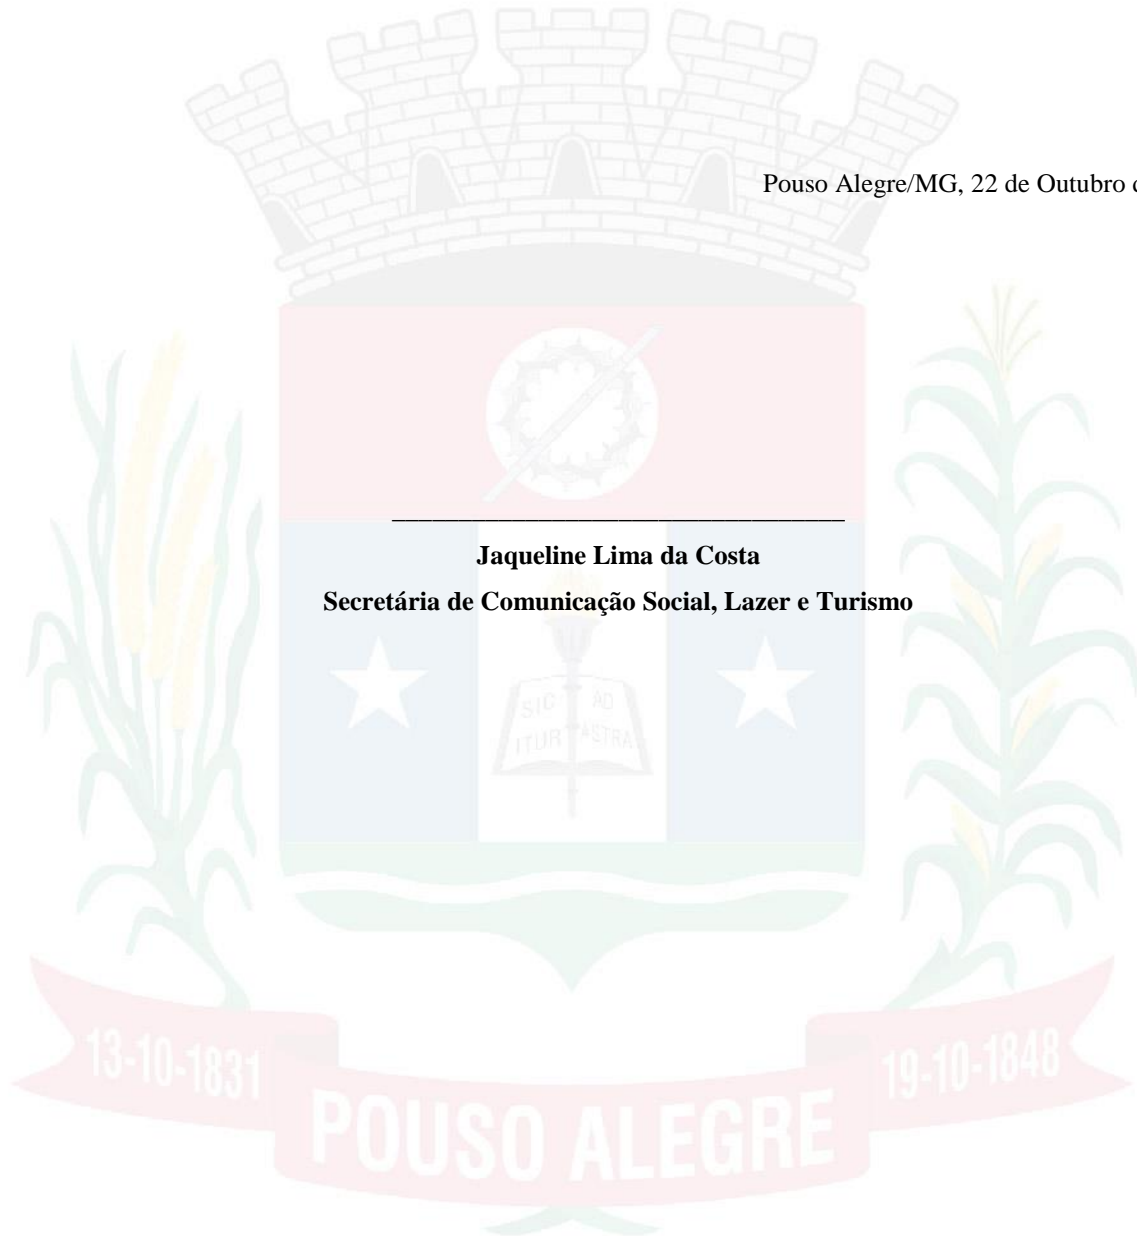 Pouso Alegre/MG, 22 de Outubro
__________________________________
Jaqueline Lima da Costa
Secretária de Comunicação Social, Lazer e Turismo
SIC AD
ITUR ASTRA
13-10-1831
19-10-1848
POUSO ALEGRE